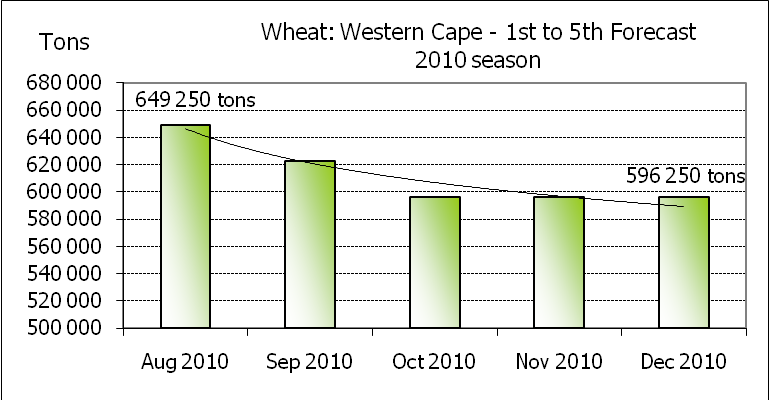 Tons
Wheat: Western Cape - 1st to 5th Forecast
2010 season
680 000
660 000
640 000
620 000
600 000
580 000
560 000
540 000
520 000
500 000
649 250 tons
596 250 tons
Aug 2010 Sep 2010 Oct 2010 Nov 2010 Dec 2010